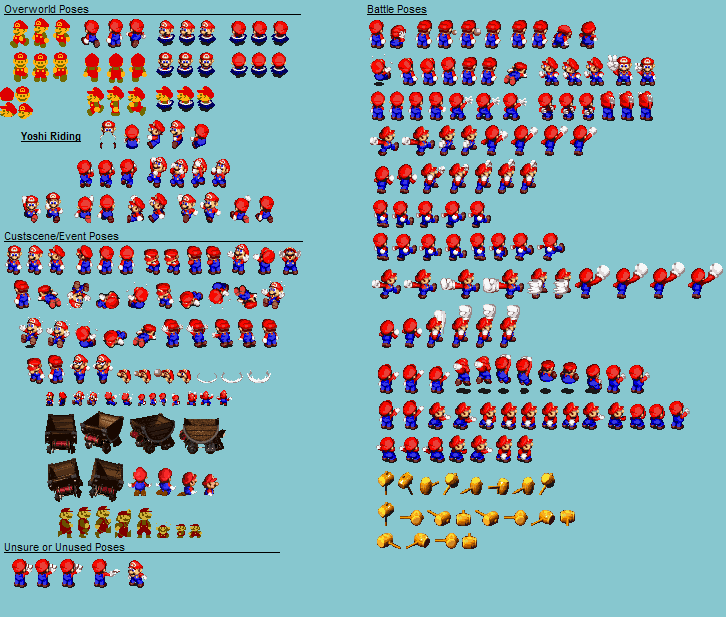 Overworld Poses
Yoshi Riding
Custscene/Event Poses
Unsure or Unused Poses
Battle Poses